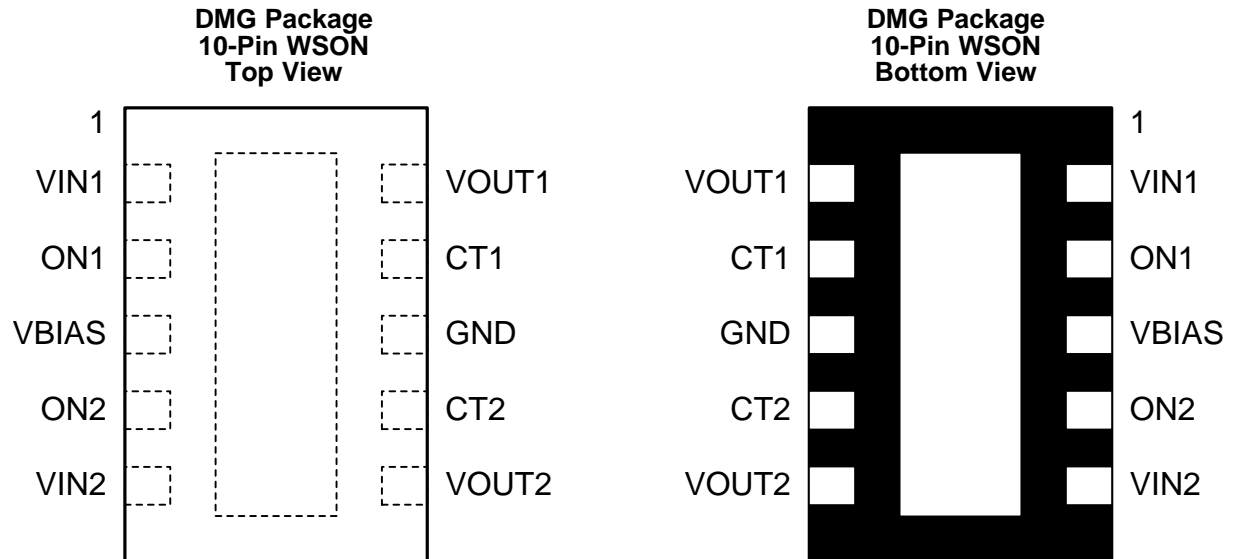 DMG Package
10-Pin WSON
Top View
1
VIN1
ON1
VBIAS
ON2
VIN2
VOUT1
CT1
GND
CT2
VOUT2
DMG Package
10-Pin WSON
Bottom View
VOUT1
CT1
GND
CT2
VOUT2
1
VIN1
ON1
VBIAS
ON2
VIN2